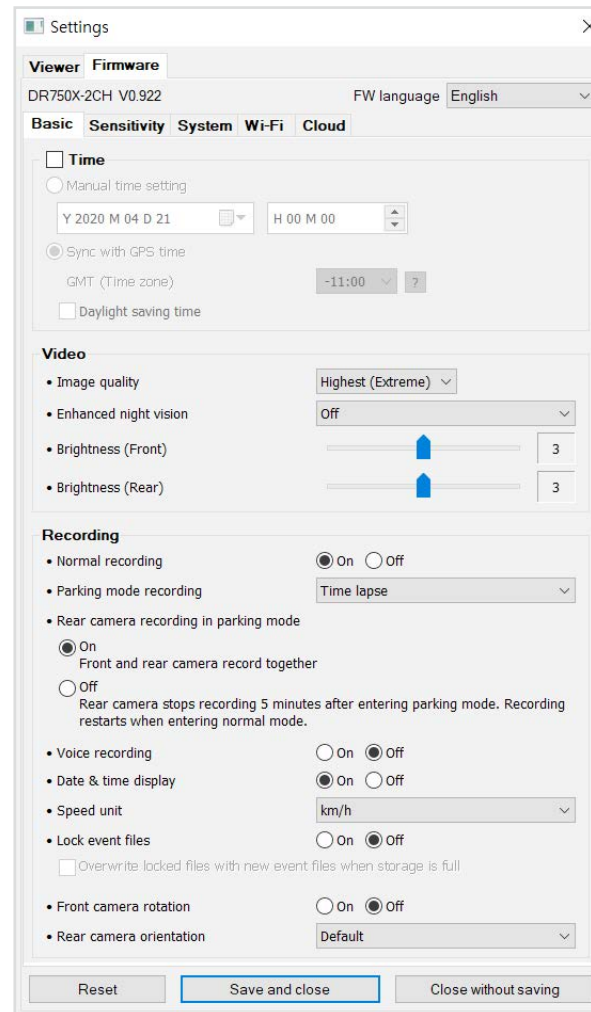 Settings
Viewer Firmware
DR750X-2CH V0.922 FW language English
Basic Sensitivity System Wi-Fi Cloud
Time
Manual time setting
Y 2020 M 04 D 21 H 00 M 00
Sync with GPS time
GMT (Time zone) -11:00 ?
Daylight saving time
Video
• Image quality Highest (Extreme)
• Enhanced night vision Off
• Brightness (Front) 3
• Brightness (Rear) 3
Recording
• Normal recording On Off
• Parking mode recording Time lapse
• Rear camera recording in parking mode
On
Front and rear camera record together
Off
Rear camera stops recording 5 minutes after entering parking mode. Recording
restarts when entering normal mode.
• Voice recording On Off
• Date & time display On Off
• Speed unit km/h
• Lock event files On Off
Overwrite locked files with new event files when storage is full
• Front camera rotation On Off
• Rear camera orientation Default
Reset Save and close Close without saving